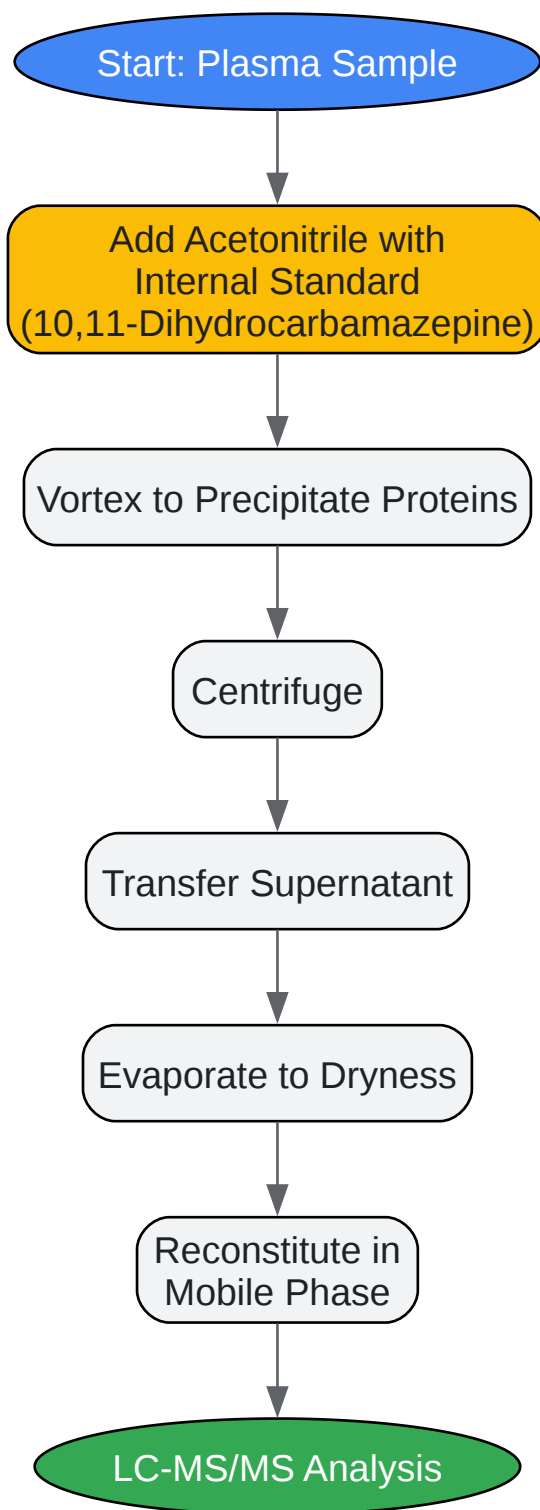 Start: Plasma Sample
Add Acetonitrile with
Internal Standard
(10,11-Dihydrocarbamazepine)
Vortex to Precipitate Proteins
Centrifuge
Transfer Supernatant
Evaporate to Dryness
Reconstitute in
Mobile Phase
LC-MS/MS Analysis